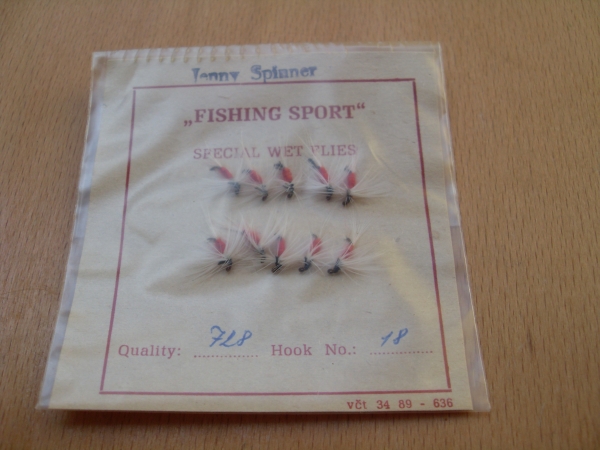 Jenny Spinner
„FISHING SPORT“
SPECIAL WET FLIES
Quality: 728 Hook No.: 18
včt 34 89 - 636